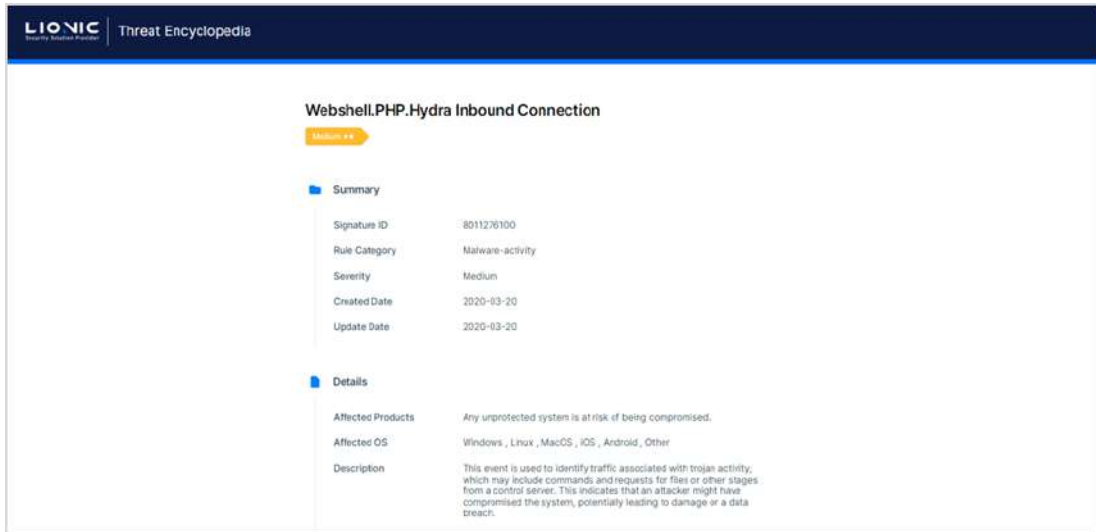 LIONIC
Security Solution Provider
Threat Encyclopedia
Webshell.PHP.Hydra Inbound Connection
Medium ★★
Summary
Signature ID 8011276100
Rule Category Malware-activity
Severity Medium
Created Date 2020-03-20
Update Date 2020-03-20
Details
Affected Products Any unprotected system is at risk of being compromised.
Affected OS Windows , Linux , MacOS , iOS , Android , Other
Description This event is used to identify traffic associated with trojan activity,
which may include commands and requests for files or other stages
from a control server. This indicates that an attacker might have
compromised the system, potentially leading to damage or a data
breach.